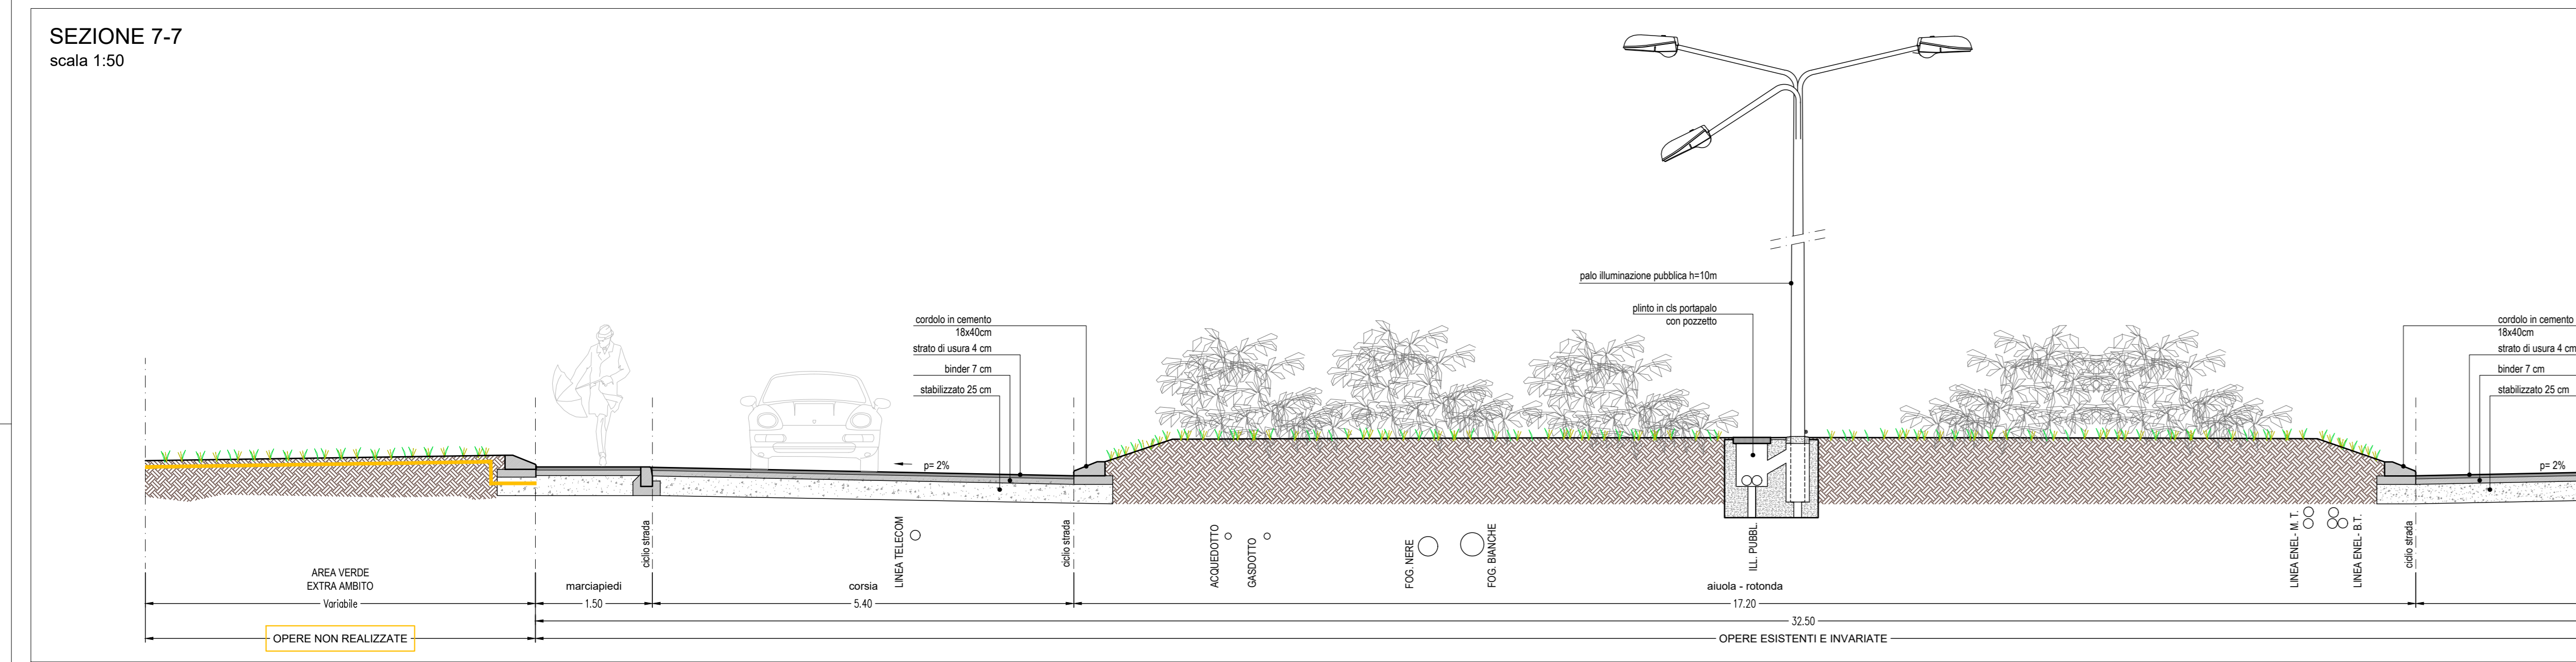 SEZIONE 7-7
scala 1:50
palo illuminazione pubblica h=10m
plinto in cls portapalo
con pozzetto
cordolo in cemento
18x40cm
strato di usura 4 cm
binder 7 cm
stabilizzato 25 cm
cordolo in cemento
18x40cm
strato di usura 4 cm
binder 7 cm
stabilizzato 25 cm
p= 2%
p= 2%
ciclio strada
LINEA TELECOM
ciclio strada
ACQUEDOTTO
GASDOTTO
FOG. NERE
FOG. BIANCHE
ILL. PUBBL.
LINEA ENEL- M. T.
LINEA ENEL- B.T.
ciclio strada
AREA VERDE
EXTRA AMBITO
marciapiedi
corsia
aiuola - rotonda
Variabile
1.50
5.40
17.20
32.50
OPERE NON REALIZZATE
OPERE ESISTENTI E INVARIATE